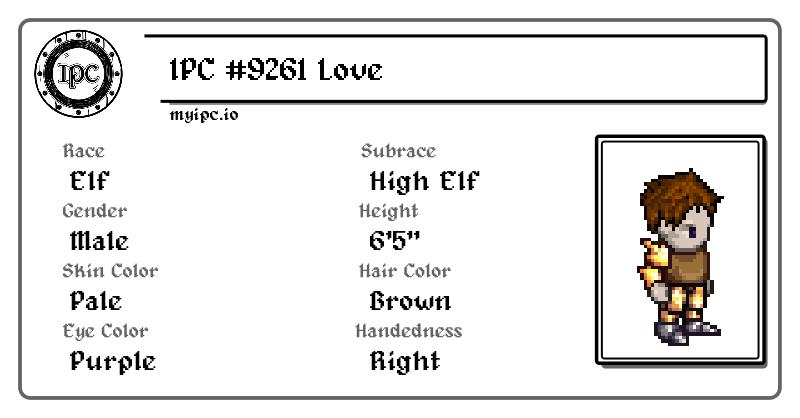 IPC
IPC #9261 Love
myipc.io
Race
Subrace
Elf
High Elf
Gender
Height
Male
6'5"
Skin Color
Hair Color
Pale
Brown
Eye Color
Handedness
Purple
Right